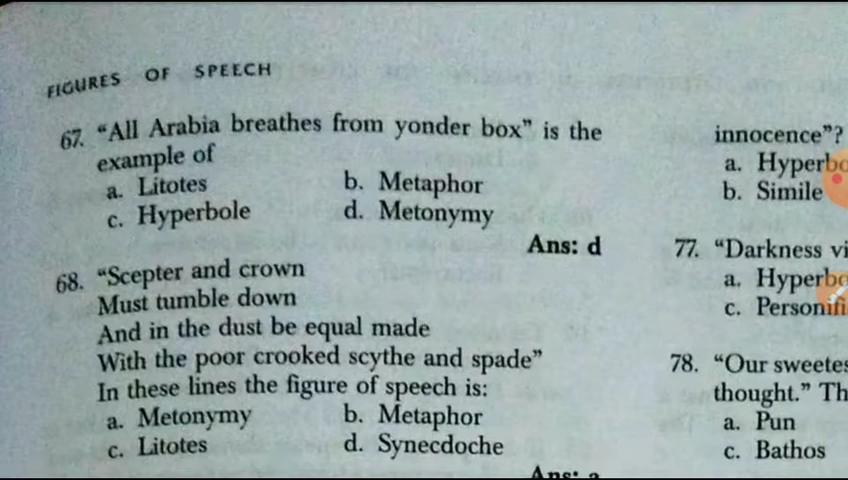 FIGURES OF SPEECH
67. "All Arabia breathes from yonder box" is the
example of
a. Litotes b. Metaphor
c. Hyperbole d. Metonymy
Ans: d
68. "Scepter and crown
Must tumble down
And in the dust be equal made
With the poor crooked scythe and spade"
In these lines the figure of speech is:
a. Metonymy b. Metaphor
c. Litotes d. Synecdoche
Ans: a
innocence"?
a.
b. Simile
77. "Darkness
a.
c.
78. "Our
thought."
a. Pun
c. Bathos